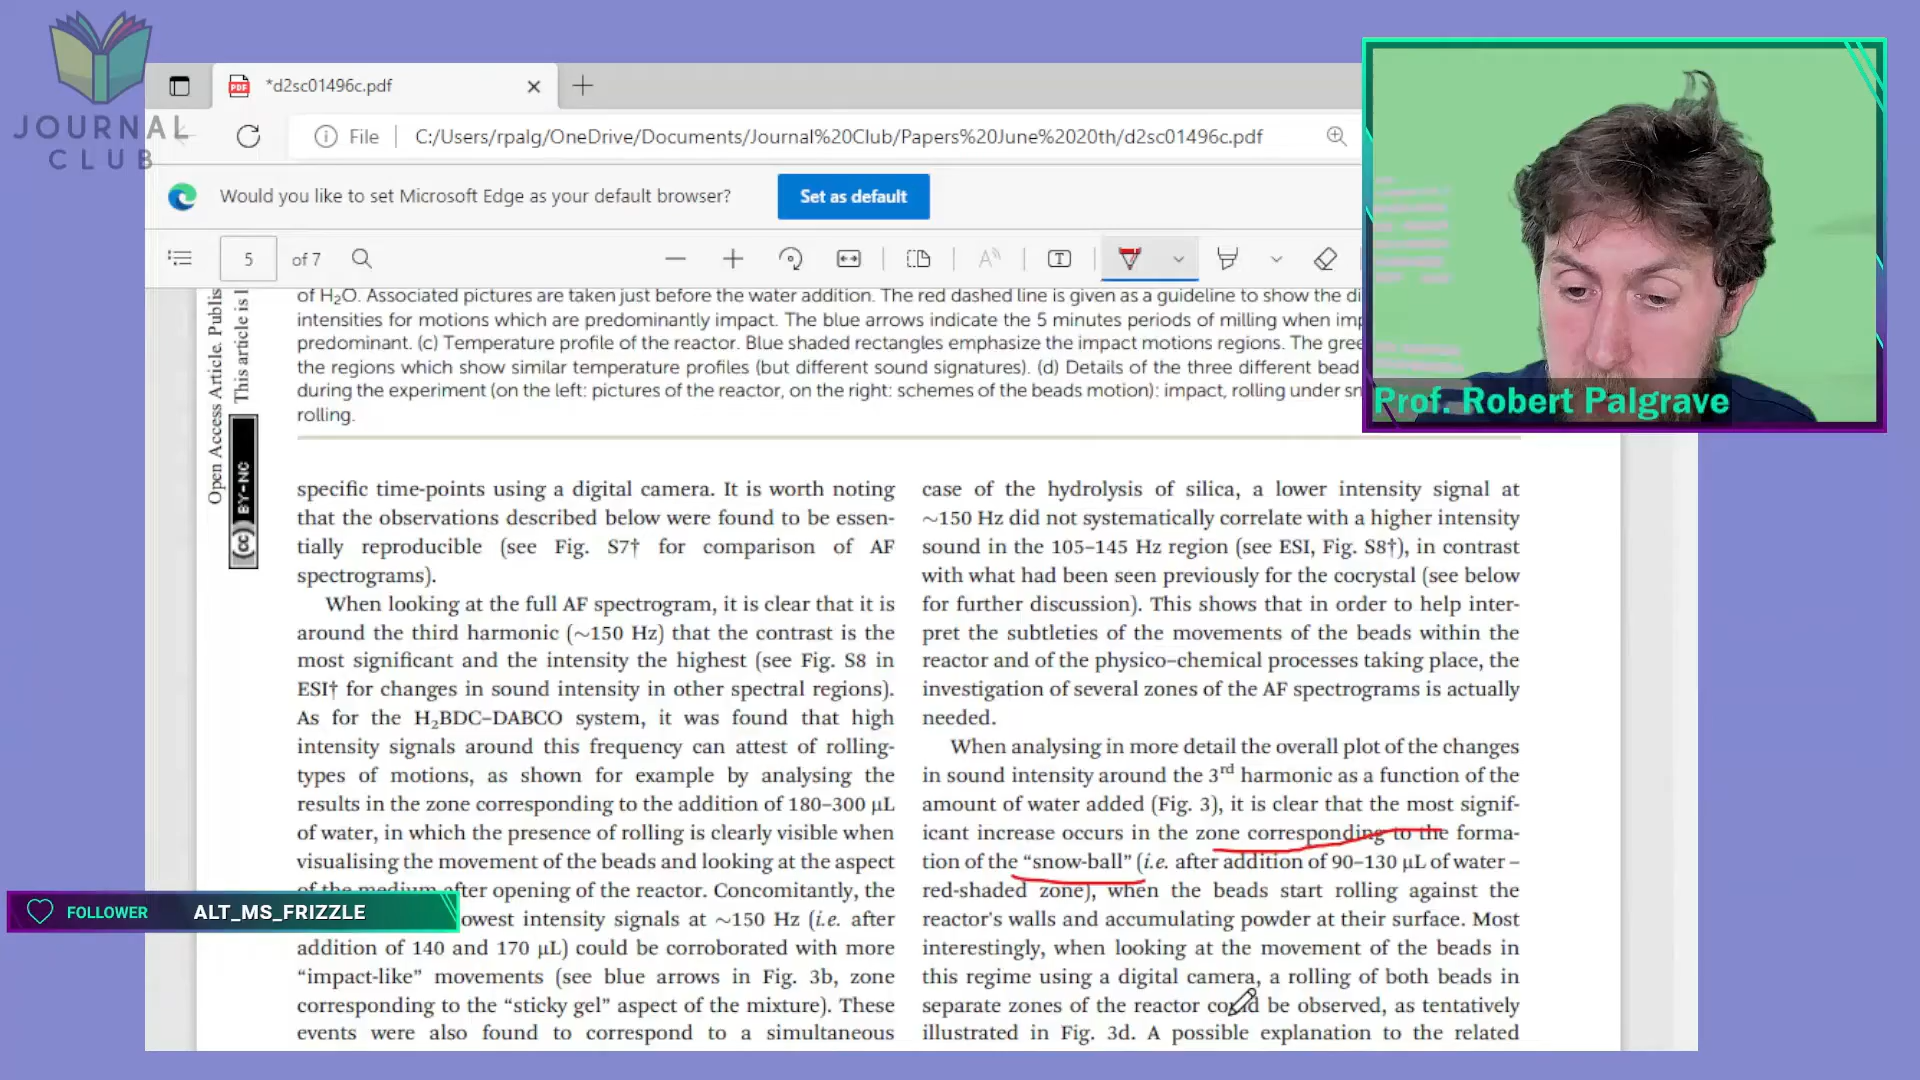 JOURNAL
CLUB
PDF
*d2sc01496c.pdf
File
C:/Users/rpalg/OneDrive/Documents/Journal%20Club/Papers%20June%2020th/d2sc01496c.pdf
Would you like to set Microsoft Edge as your default browser?
Set as default
5 of 7
Prof. Robert Palgrave
Open Access Article. Publis
This article is l
(cc) BY-NC
of H₂O. Associated pictures are taken just before the water addition. The red dashed line is given as a guideline to show the di
intensities for motions which are predominantly impact. The blue arrows indicate the 5 minutes periods of milling when imp
predominant. (c) Temperature profile of the reactor. Blue shaded rectangles emphasize the impact motions regions. The gree
the regions which show similar temperature profiles (but different sound signatures). (d) Details of the three different bead
during the experiment (on the left: pictures of the reactor, on the right: schemes of the beads motion): impact, rolling under sn
rolling.
specific time-points using a digital camera. It is worth noting
that the observations described below were found to be essen-
tially reproducible (see Fig. S7† for comparison of AF
spectrograms).
When looking at the full AF spectrogram, it is clear that it is
around the third harmonic (~150 Hz) that the contrast is the
most significant and the intensity the highest (see Fig. S8 in
ESI† for changes in sound intensity in other spectral regions).
As for the H₂BDC–DABCO system, it was found that high
intensity signals around this frequency can attest of rolling-
types of motions, as shown for example by analysing the
results in the zone corresponding to the addition of 180–300 μL
of water, in which the presence of rolling is clearly visible when
visualising the movement of the beads and looking at the aspect
of the medium after opening of the reactor. Concomitantly, the
owest intensity signals at ~150 Hz (i.e. after
addition of 140 and 170 μL) could be corroborated with more
“impact-like” movements (see blue arrows in Fig. 3b, zone
corresponding to the “sticky gel” aspect of the mixture). These
events were also found to correspond to a simultaneous
case of the hydrolysis of silica, a lower intensity signal at
~150 Hz did not systematically correlate with a higher intensity
sound in the 105–145 Hz region (see ESI, Fig. S8†), in contrast
with what had been seen previously for the cocrystal (see below
for further discussion). This shows that in order to help inter-
pret the subtleties of the movements of the beads within the
reactor and of the physico–chemical processes taking place, the
investigation of several zones of the AF spectrograms is actually
needed.
When analysing in more detail the overall plot of the changes
in sound intensity around the 3rd harmonic as a function of the
amount of water added (Fig. 3), it is clear that the most signif-
icant increase occurs in the zone corresponding to the forma-
tion of the “snow-ball” (i.e. after addition of 90–130 μL of water –
red-shaded zone), when the beads start rolling against the
reactor's walls and accumulating powder at their surface. Most
interestingly, when looking at the movement of the beads in
this regime using a digital camera, a rolling of both beads in
separate zones of the reactor could be observed, as tentatively
illustrated in Fig. 3d. A possible explanation to the related
FOLLOWER ALT_MS_FRIZZLE